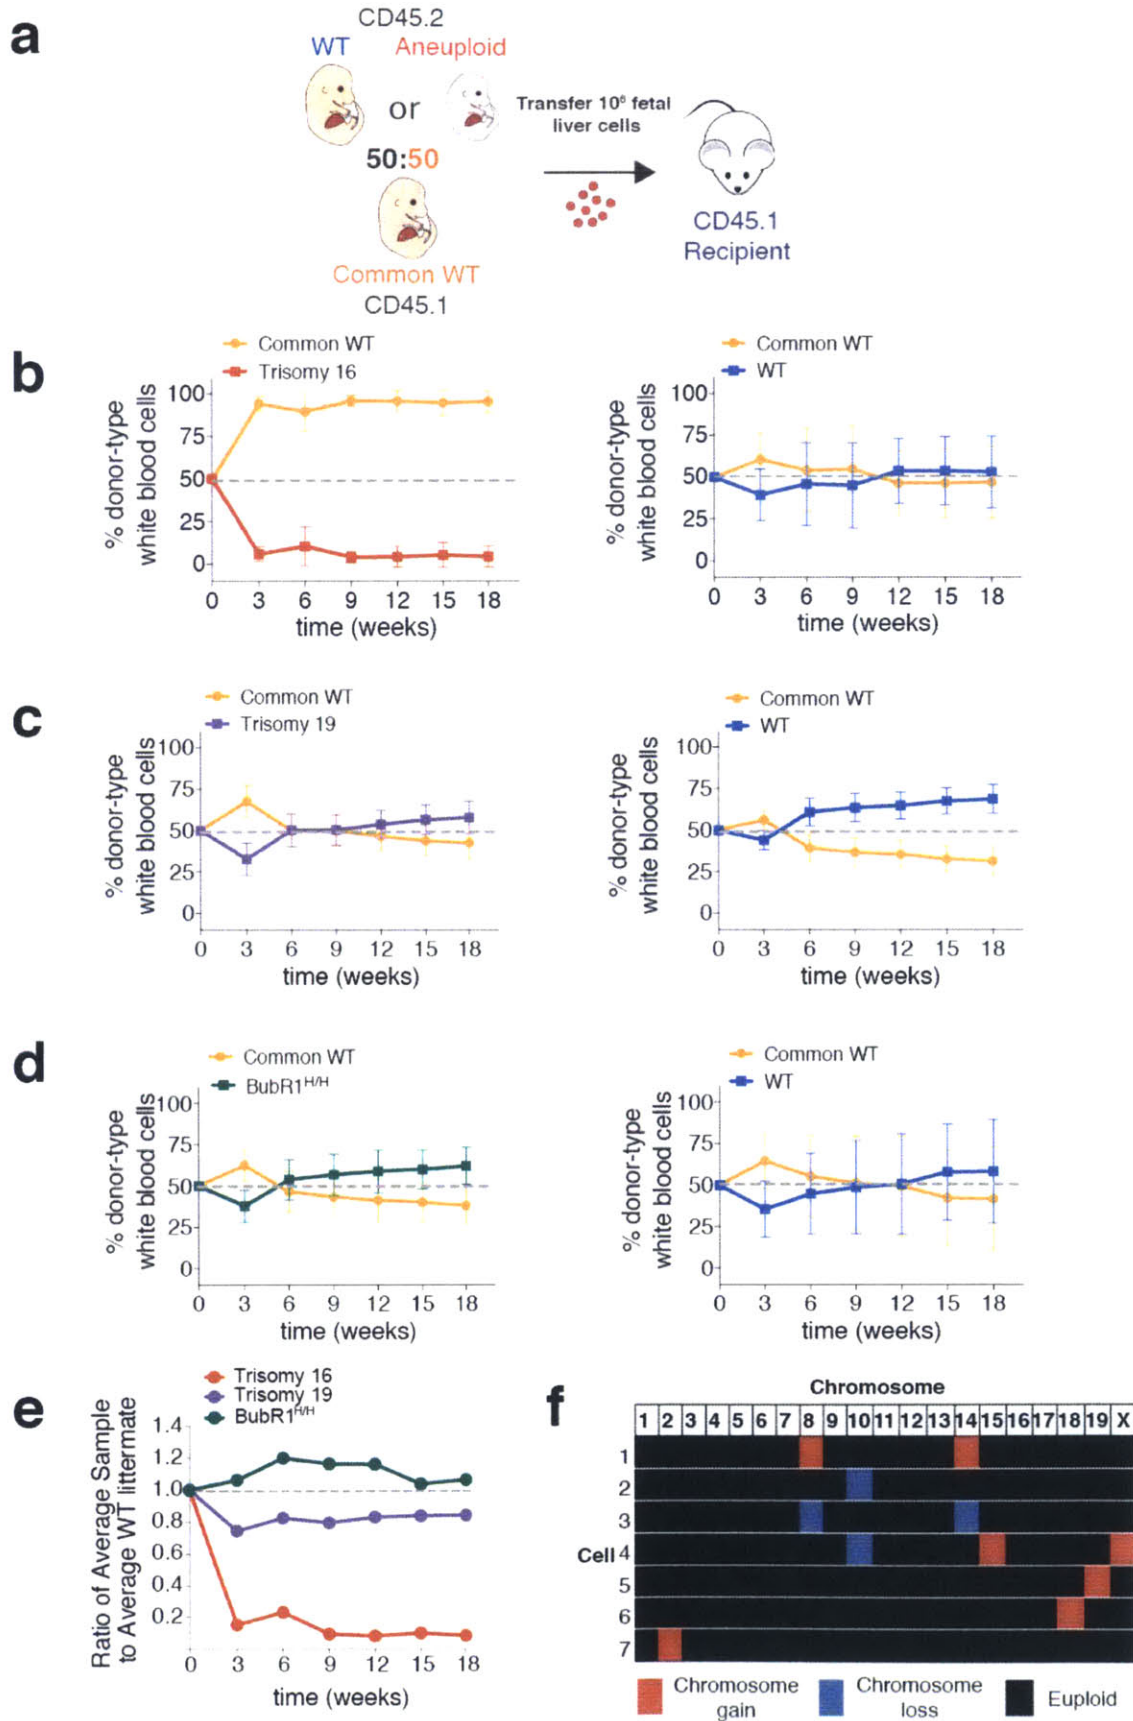 a
CD45.2
WT Aneuploid
or
50:50
Transfer 10⁶ fetal
liver cells
Common WT
CD45.1
CD45.1
Recipient
b
Common WT
Trisomy 16
% donor-type
white blood cells
100
75
50
25
0
0 3 6 9 12 15 18
time (weeks)
Common WT
WT
% donor-type
white blood cells
100
75
50
25
0
0 3 6 9 12 15 18
time (weeks)
c
Common WT
Trisomy 19
% donor-type
white blood cells
100
75
50
25
0
0 3 6 9 12 15 18
time (weeks)
Common WT
WT
% donor-type
white blood cells
100
75
50
25
0
0 3 6 9 12 15 18
time (weeks)
d
Common WT
BubR1ᴴ/ᴴ
% donor-type
white blood cells
100
75
50
25
0
0 3 6 9 12 15 18
time (weeks)
Common WT
WT
% donor-type
white blood cells
100
75
50
25
0
0 3 6 9 12 15 18
time (weeks)
e
Trisomy 16
Trisomy 19
BubR1ᴴ/ᴴ
Ratio of Average Sample
to Average WT littermate
1.4
1.2
1.0
0.8
0.6
0.4
0.2
0 3 6 9 12 15 18
time (weeks)
f
Chromosome
1 2 3 4 5 6 7 8 9 10 11 12 13 14 15 16 17 18 19 X
1
2
3
Cell 4
5
6
7
Chromosome
gain
Chromosome
loss
Euploid